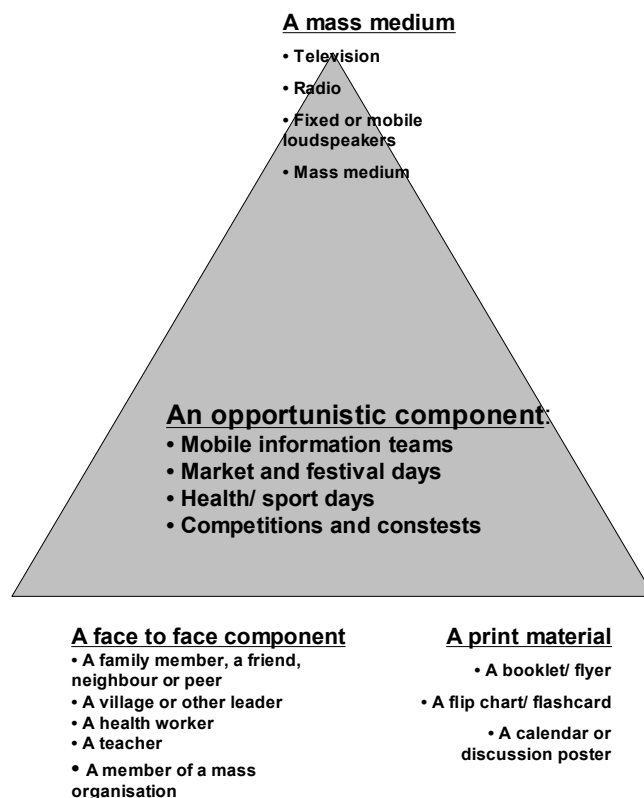 A mass medium
• Television
• Radio
• Fixed or mobile
loudspeakers
• Mass medium
An opportunistic component:
• Mobile information teams
• Market and festival days
• Health/ sport days
• Competitions and constests
A face to face component
• A family member, a friend,
neighbour or peer
• A village or other leader
• A health worker
• A teacher
• A member of a mass
organisation
A print material
• A booklet/ flyer
• A flip chart/ flashcard
• A calendar or
discussion poster